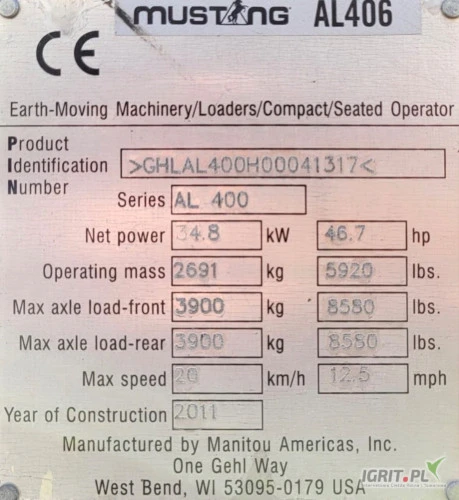 MUSTANG AL406
CE
Earth-Moving Machinery/Loaders/Compact/Seated Operator
Product
Identification >GHLAL400H00041317<
Number
Series AL 400
Net power 34.8 kW 46.7 hp
Operating mass 2691 kg 5920 lbs.
Max axle load-front 3900 kg 8580 lbs.
Max axle load-rear 3900 kg 8580 lbs.
Max speed 20 km/h 12.5 mph
Year of Construction 2011
Manufactured by Manitou Americas, Inc.
One Gehl Way
West Bend, WI 53095-0179 USA
IGRIT.PL